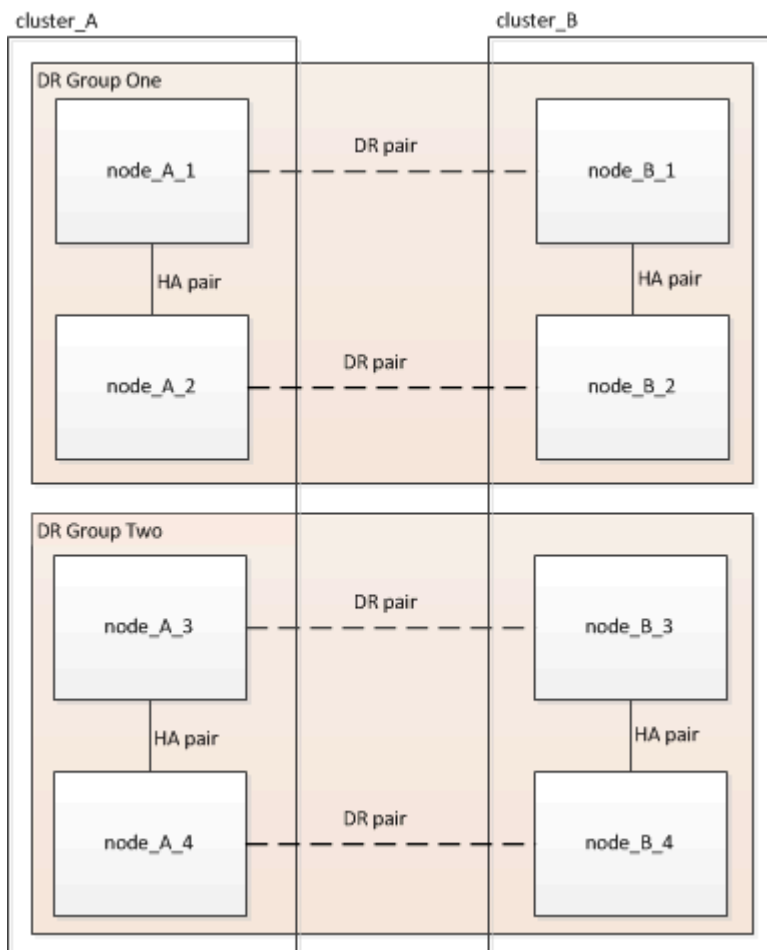 cluster_A
cluster_B
DR Group One
node_A_1
DR pair
node_B_1
HA pair
HA pair
node_A_2
DR pair
node_B_2
DR Group Two
node_A_3
DR pair
node_B_3
HA pair
HA pair
node_A_4
DR pair
node_B_4